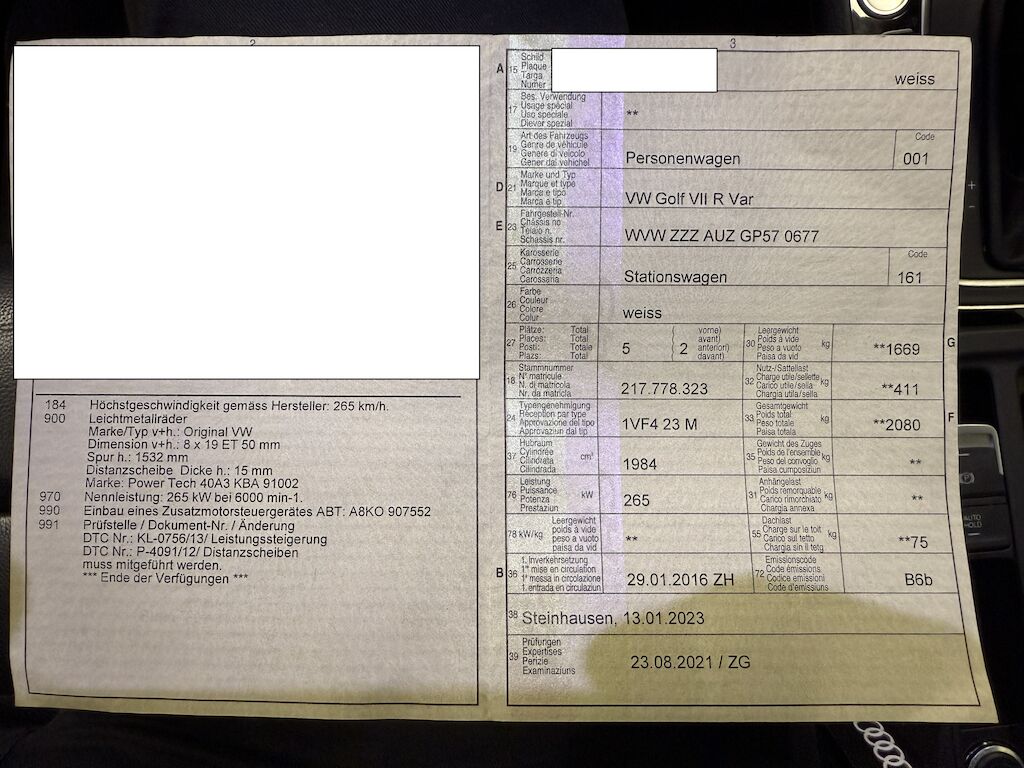 2
184 Höchstgeschwindigkeit gemäss Hersteller: 265 km/h.
900 Leichtmetallräder
Marke/Typ v+h.: Original VW
Dimension v+h.: 8 x 19 ET 50 mm
Spur h.: 1532 mm
Distanzscheibe Dicke h.: 15 mm
Marke: Power Tech 40A3 KBA 91002
970 Nennleistung: 265 kW bei 6000 min-1.
990 Einbau eines Zusatzmotorsteuergerätes ABT: A8KO 907552
991 Prüfstelle / Dokument-Nr. / Änderung
DTC Nr.: KL-0756/13/ Leistungssteigerung
DTC Nr.: P-4091/12/ Distanzscheiben
muss mitgeführt werden.
*** Ende der Verfügungen ***
3
A 15 Schild
Plaque
Targa
Numer
weiss
17 Bes. Verwendung
Usage spécial
Uso speciale
Diever spezial
**
19 Art des Fahrzeugs
Genre de véhicule
Genere di veicolo
Gener dal vehichel
Personenwagen
Code
001
D 21 Marke und Typ
Marque et type
Marca e tipo
Marca e tip
VW Golf VII R Var
E 23 Fahrgestell-Nr.
Châssis no
Telaio n.
Schassis nr.
WVW ZZZ AUZ GP57 0677
25 Karosserie
Carrosserie
Carrozzeria
Carossaria
Stationswagen
Code
161
26 Farbe
Couleur
Colore
Colur
weiss
27 Plätze: Total
Places: Total
Posti: Totale
Plazs: Total
5
( 2 vorne)
avant)
anteriori)
davant)
30 Leergewicht
Poids à vide
Peso a vuoto
Paisa da vid
kg
**1669
G
18 Stammnummer
N° matricule
N. di matricola
Nr. da matricla
217.778.323
32 Nutz-/Sattellast
Charge utile/sellette
Carico utile/sella
Chargia utila/sella
kg
**411
24 Typengenehmigung
Réception par type
Approvazione del tipo
Approvaziun dal tip
1VF4 23 M
33 Gesamtgewicht
Poids total
Peso totale
Paisa totala
kg
**2080
F
37 Hubraum
Cylindrée
Cilindrata
Cilindrada
cm³
1984
35 Gewicht des Zuges
Poids de l'ensemble
Peso del convoglio
Paisa cumposiziun
kg
**
76 Leistung
Puissance
Potenza
Prestaziun
kW
265
31 Anhängelast
Poids remorquable
Carico rimorchiato
Chargia annexa
kg
**
78 kW/kg Leergewicht
poids à vide
peso a vuoto
paisa da vid
**
55 Dachlast
Charge sur le toit
Carico sul tetto
Chargia sin il tetg
kg
**75
B 36 1. Inverkehrsetzung
1re mise en circulation
1a messa in circolazione
1. entrada en circulaziun
29.01.2016 ZH
72 Emissionscode
Code émissions
Codice emissioni
Code d'emissiuns
B6b
38 Steinhausen, 13.01.2023
39 Prüfungen
Expertises
Perizie
Examinaziuns
23.08.2021 / ZG
P
AUTO
HOLD